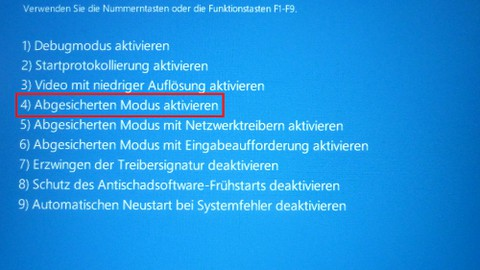 Verwenden Sie die Nummerntasten oder die Funktionstasten F1-F9.
1) Debugmodus aktivieren
2) Startprotokollierung aktivieren
3) Video mit niedriger Auflösung aktivieren
4) Abgesicherten Modus aktivieren
5) Abgesicherten Modus mit Netzwerktreibern aktivieren
6) Abgesicherten Modus mit Eingabeaufforderung aktivieren
7) Erzwingen der Treibersignatur deaktivieren
8) Schutz des Antischadsoftware-Frühstarts deaktivieren
9) Automatischen Neustart bei Systemfehler deaktivieren